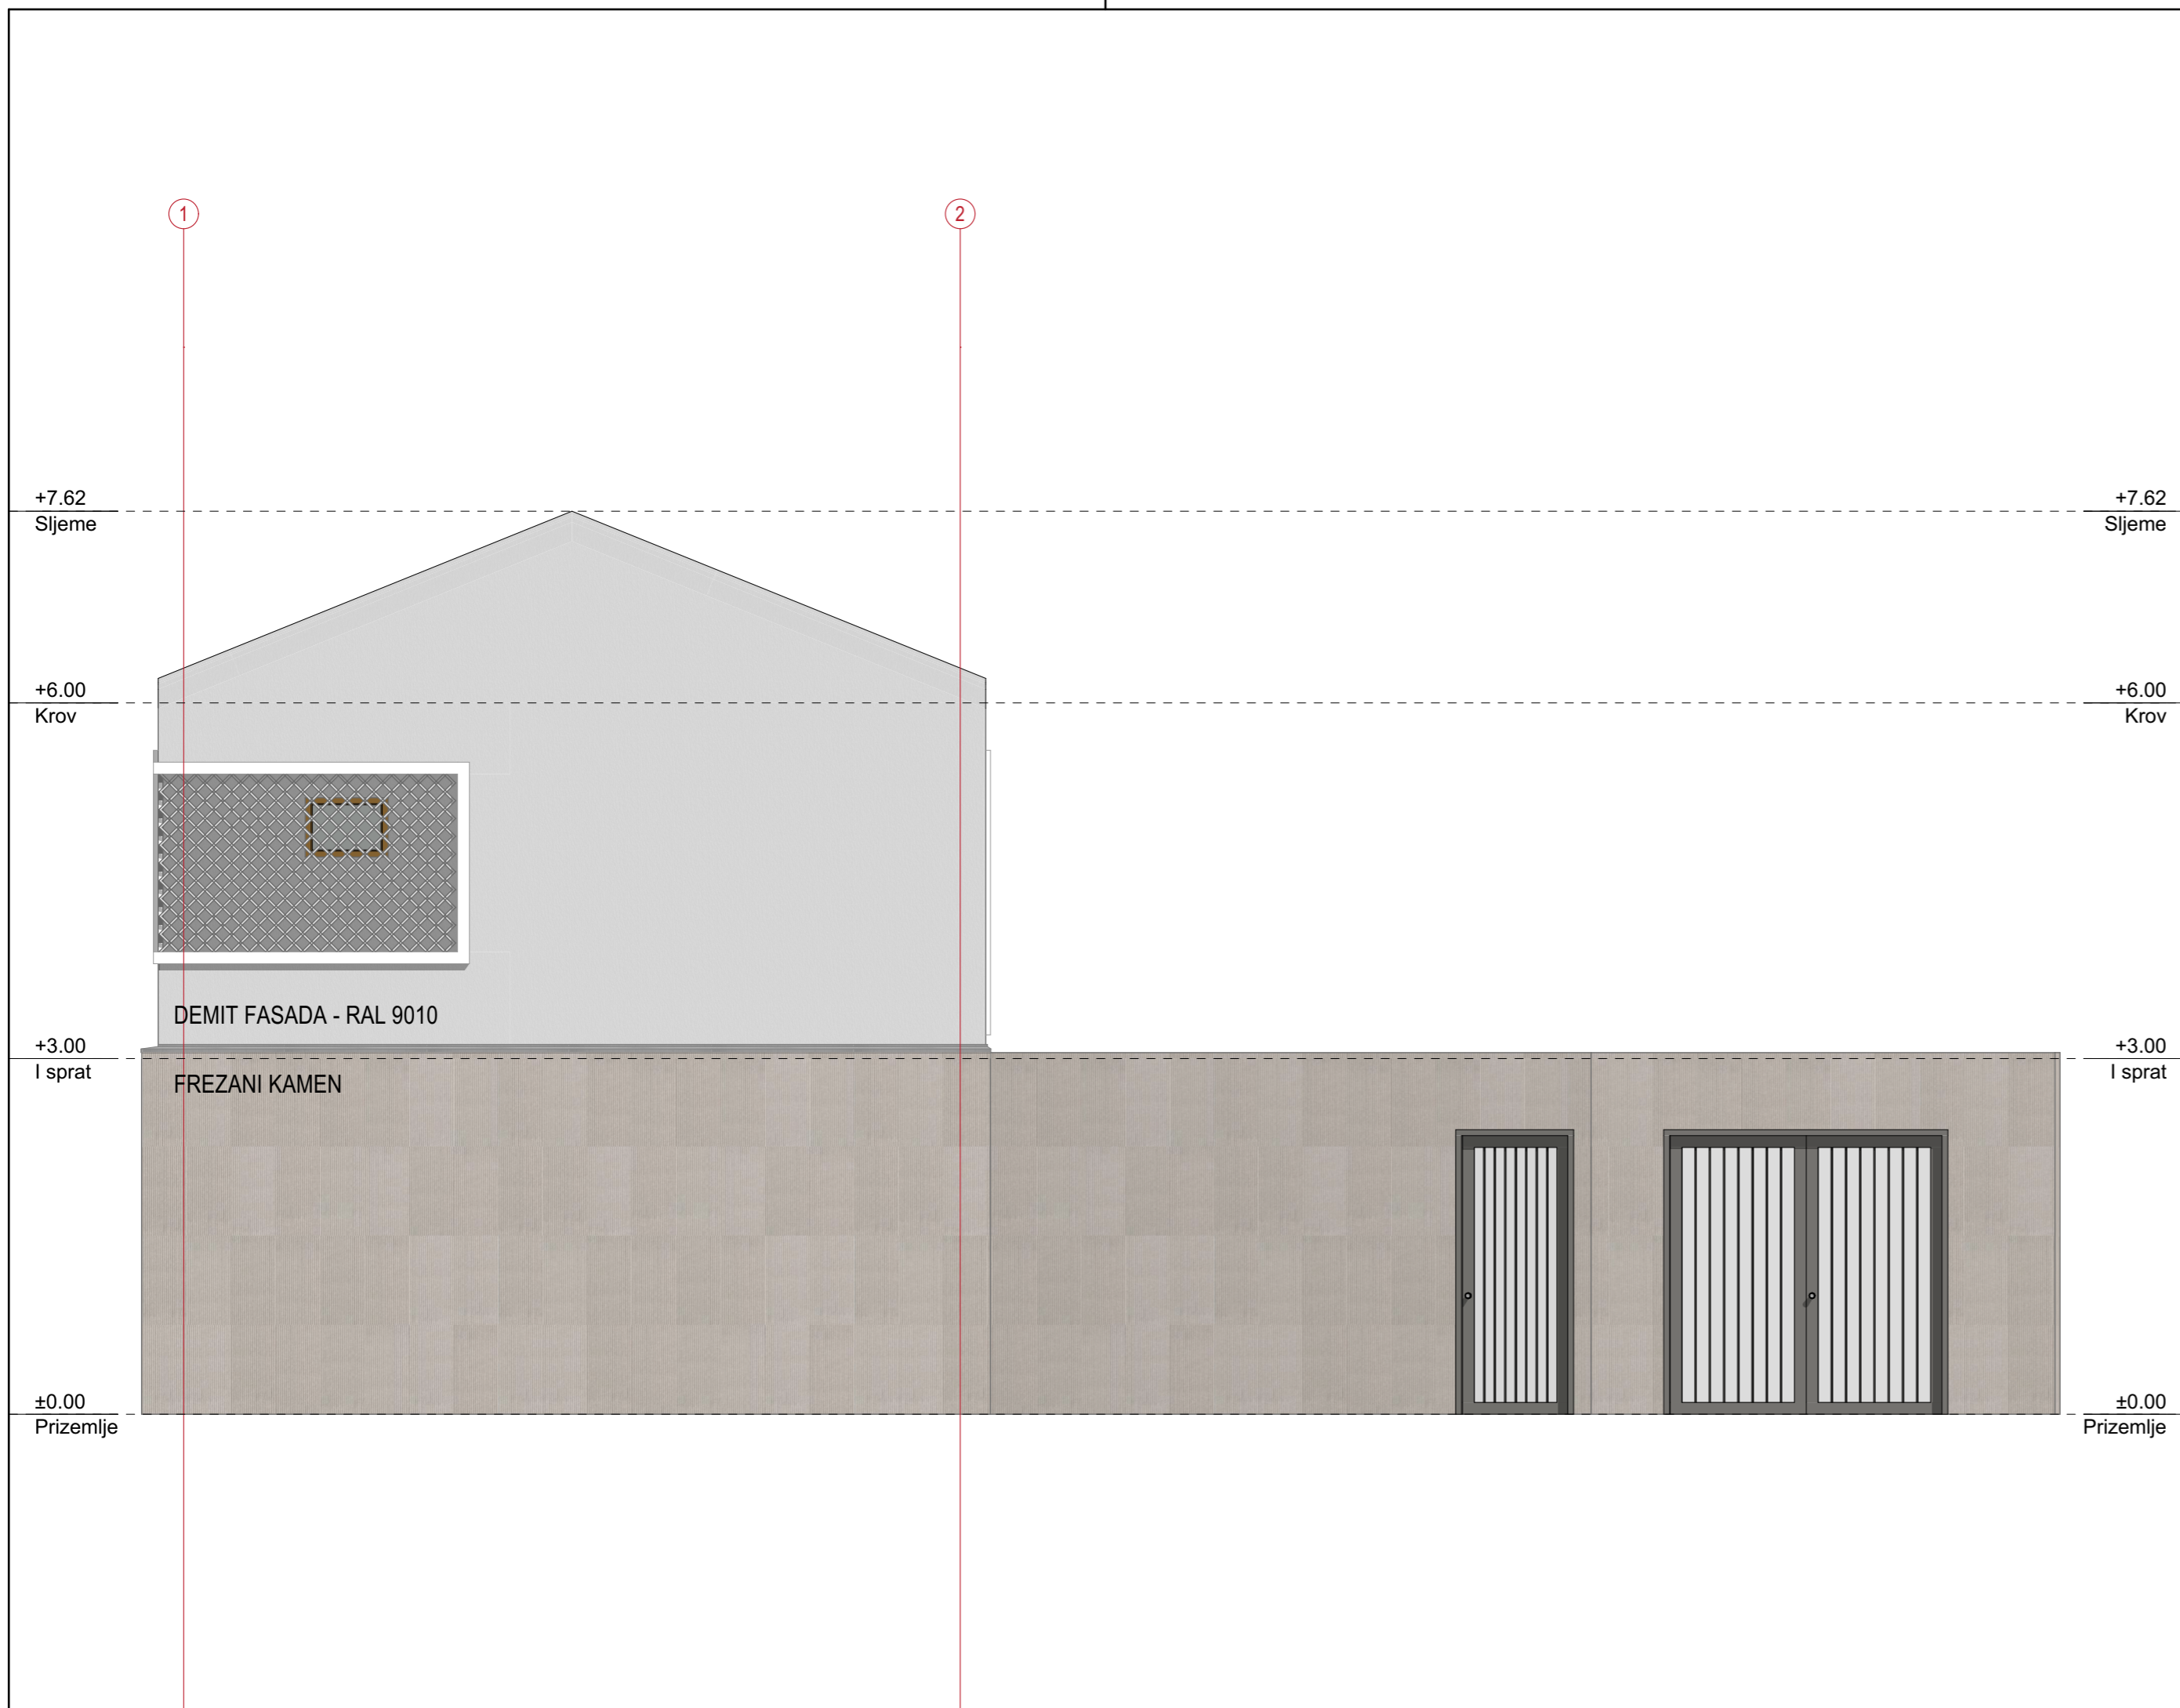 1
2
+7.62
Sljeme
+7.62
Sljeme
+6.00
Krov
+6.00
Krov
DEMIT FASADA - RAL 9010
+3.00
I sprat
+3.00
I sprat
FREZANI KAMEN
±0.00
Prizemlje
±0.00
Prizemlje